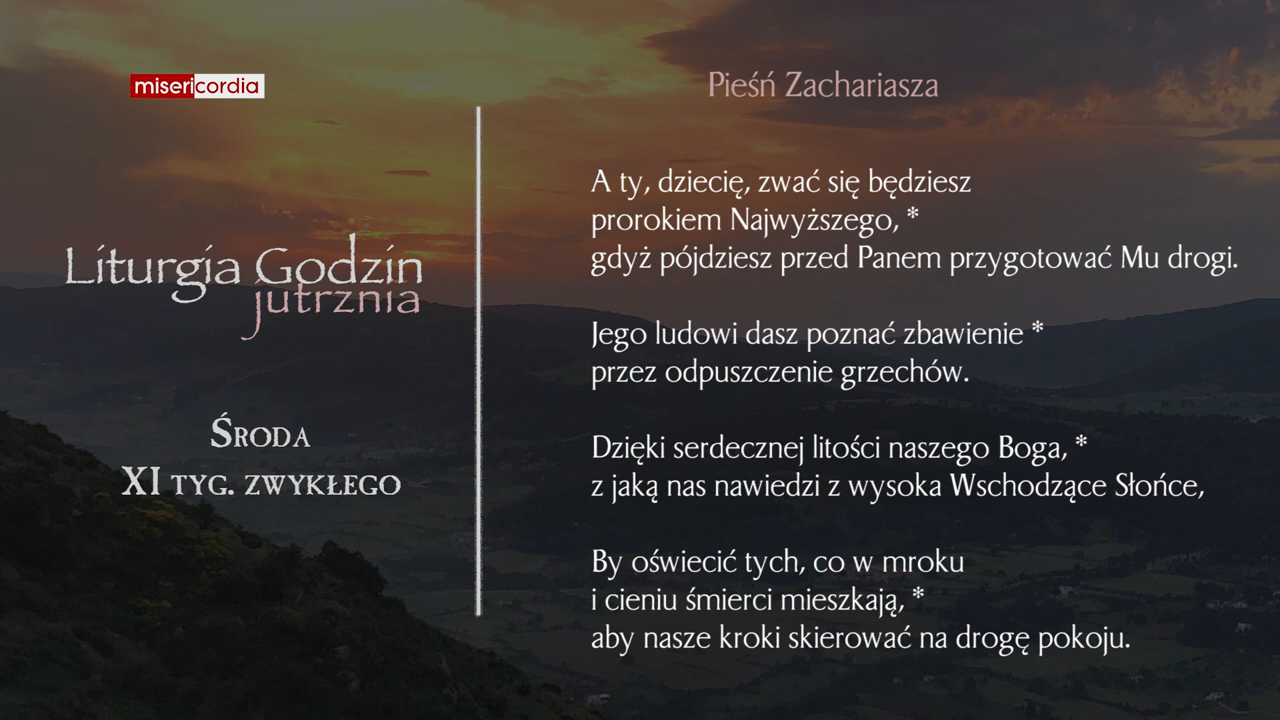 misericordia
Liturgia Godzin
jutrznia
Środa
XI tyg. zwykłego
Pieśń Zachariasza
A ty, dziecię, zwać się będziesz
prorokiem Najwyższego, *
gdyż pójdziesz przed Panem przygotować Mu drogi.
Jego ludowi dasz poznać zbawienie *
przez odpuszczenie grzechów.
Dzięki serdecznej litości naszego Boga, *
z jaką nas nawiedzi z wysoka Wschodzące Słońce,
By oświecić tych, co w mroku
i cieniu śmierci mieszkają, *
aby nasze kroki skierować na drogę pokoju.